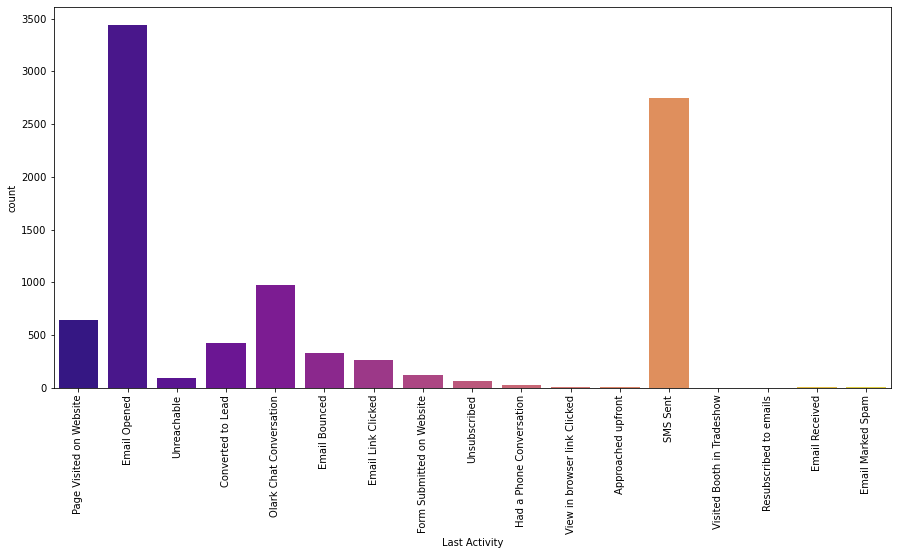 3500
3000
2500
2000
1500
1000
500
0
count
Page Visited on Website
Email Opened
Unreachable
Converted to Lead
Olark Chat Conversation
Email Bounced
Email Link Clicked
Form Submitted on Website
Unsubscribed
Had a Phone Conversation
View in browser link Clicked
Approached upfront
SMS Sent
Visited Booth in Tradeshow
Resubscribed to emails
Email Received
Email Marked Spam
Last Activity